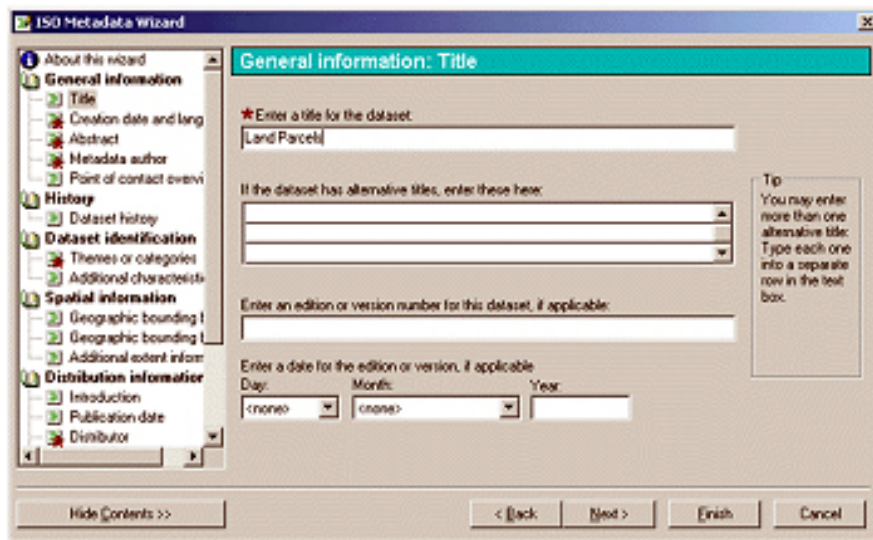 ISO Metadata Wizard
About this wizard
General information
Title
Creation date and lang
Abstract
Metadata author
Point of contact overvi
History
Dataset history
Dataset identification
Themes or categories
Additional characteristi
Spatial information
Geographic bounding b
Geographic bounding b
Additional extent inform
Distribution information
Introduction
Publication date
Distributor
General information: Title
*Enter a title for the dataset:
Land Parcels
If the dataset has alternative titles, enter these here:
Enter an edition or version number for this dataset, if applicable:
Enter a date for the edition or version, if applicable
Day: Month: Year:
<none> <none>
Tip
You may enter
more than one
alternative title:
Type each one
into a separate
row in the text
box.
Hide Contents >>
< Back Next > Finish Cancel